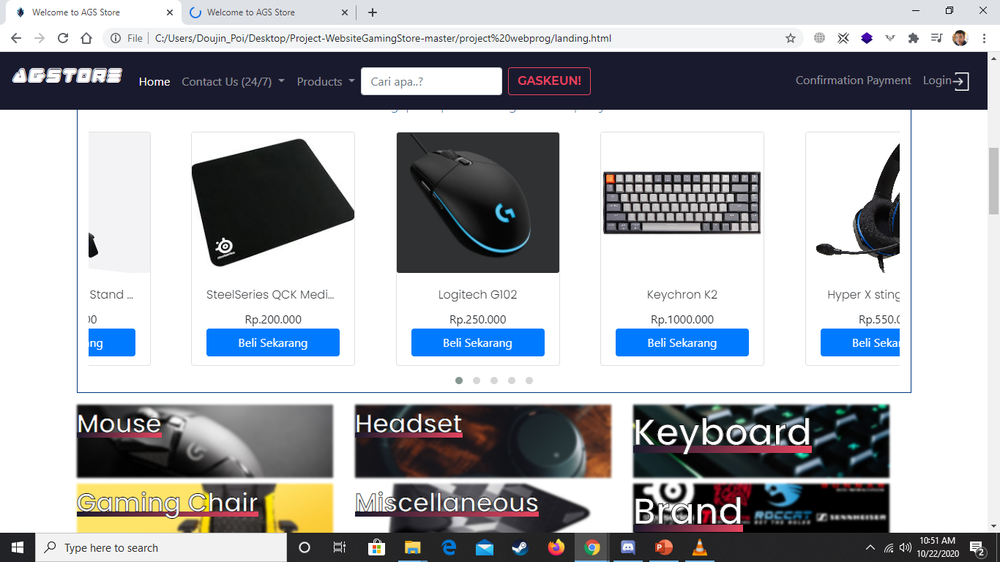 Welcome to AGS Store
Welcome to AGS Store
File
C:/Users/Doujin_Poi/Desktop/Project-WebsiteGamingStore-master/project%20webprog/landing.html
AGSTORE
Home
Contact Us (24/7)
Products
Cari apa..?
GASKEUN!
Confirmation Payment
Login
Stand ...
SteelSeries QCK Medi...
Logitech G102
Keychron K2
Hyper X sting
00
Rp.200.000
Rp.250.000
Rp.1000.000
Rp.550.0
ang
Beli Sekarang
Beli Sekarang
Beli Sekarang
Beli Sekar
steelseries
G
Mouse
Headset
Keyboard
Gaming Chair
Miscellaneous
Brand
ROCCAT
SENNHEISER
Type here to search
10:51 AM
10/22/2020
2